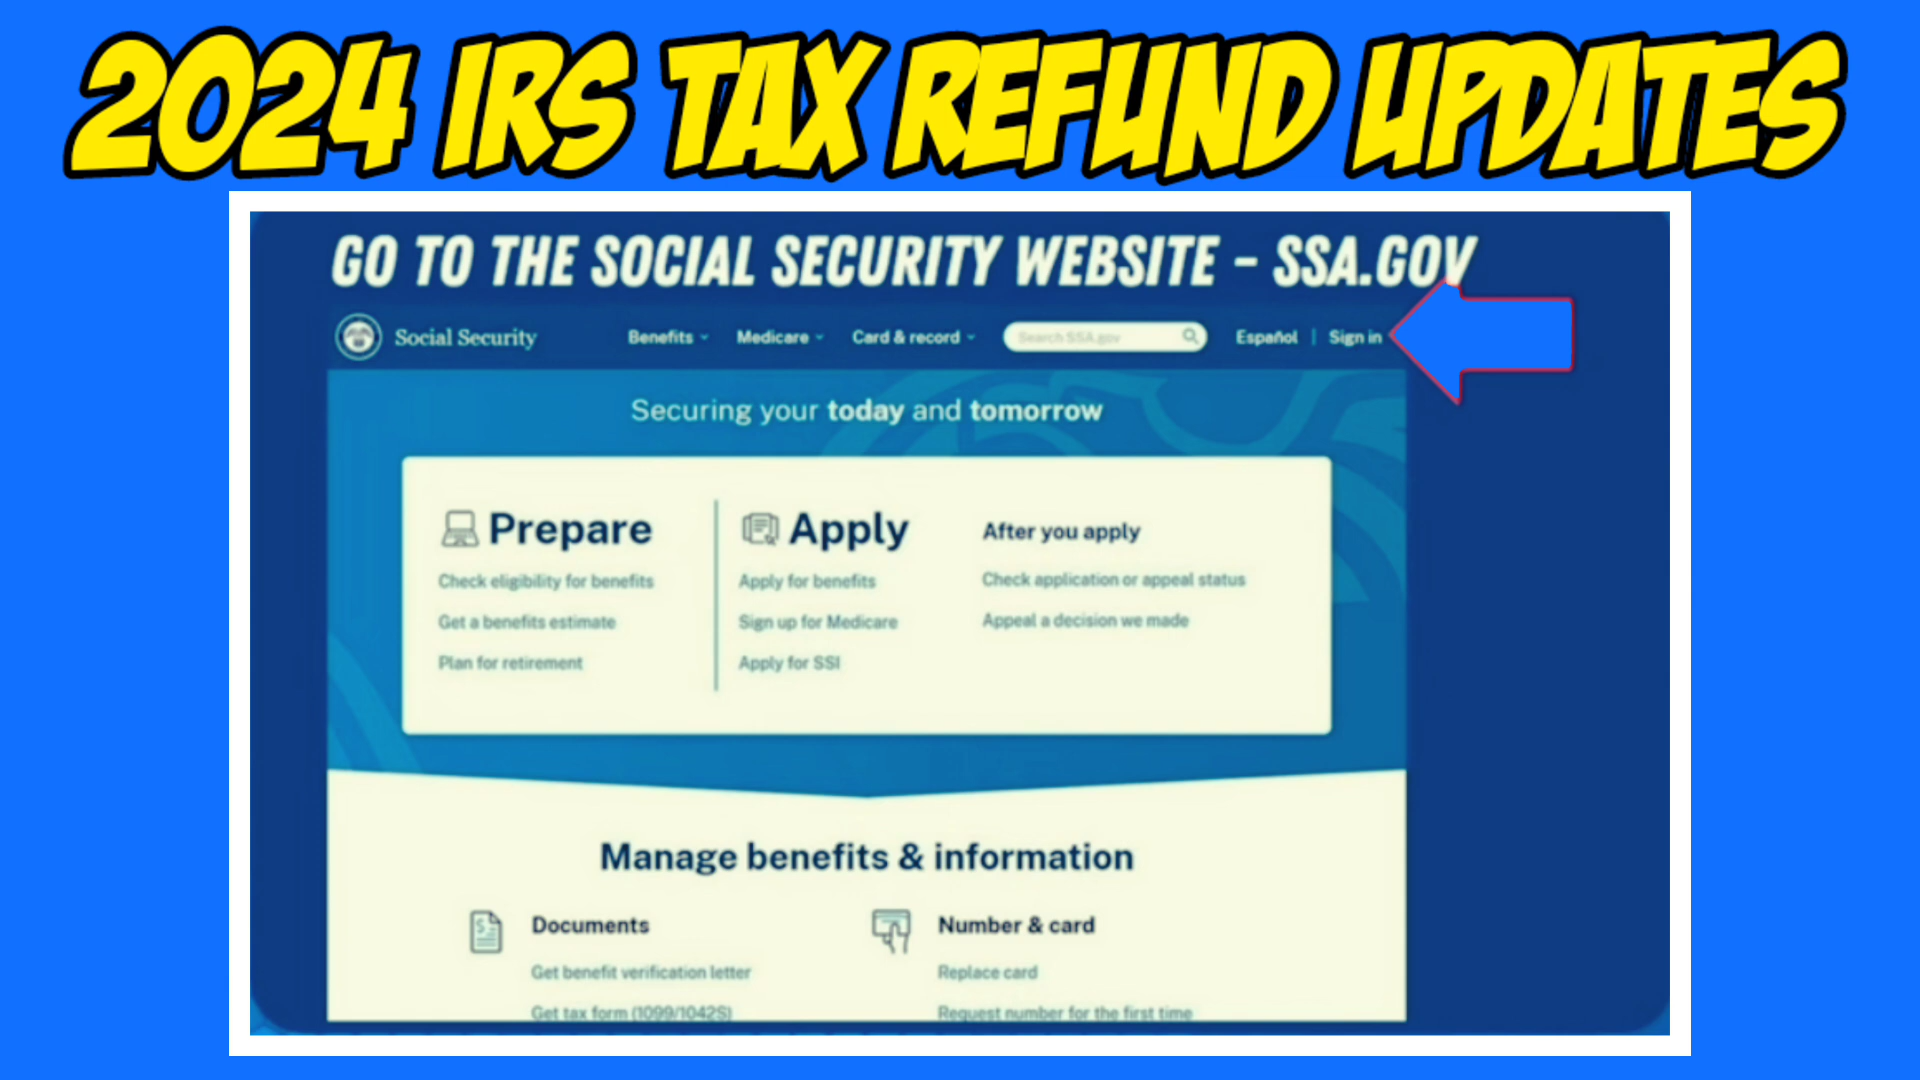 2024 IRS TAX REFUND UPDATES
GO TO THE SOCIAL SECURITY WEBSITE - SSA.GOV
Social Security
Benefits
Medicare
Card & record
Search SSA.gov
Español | Sign in
Securing your today and tomorrow
Prepare
Check eligibility for benefits
Get a benefits estimate
Plan for retirement
Apply
Apply for benefits
Sign up for Medicare
Apply for SSI
After you apply
Check application or appeal status
Appeal a decision we made
Manage benefits & information
Documents
Get benefit verification letter
Get tax form (1099/1042S)
Number & card
Replace card
Request number for the first time